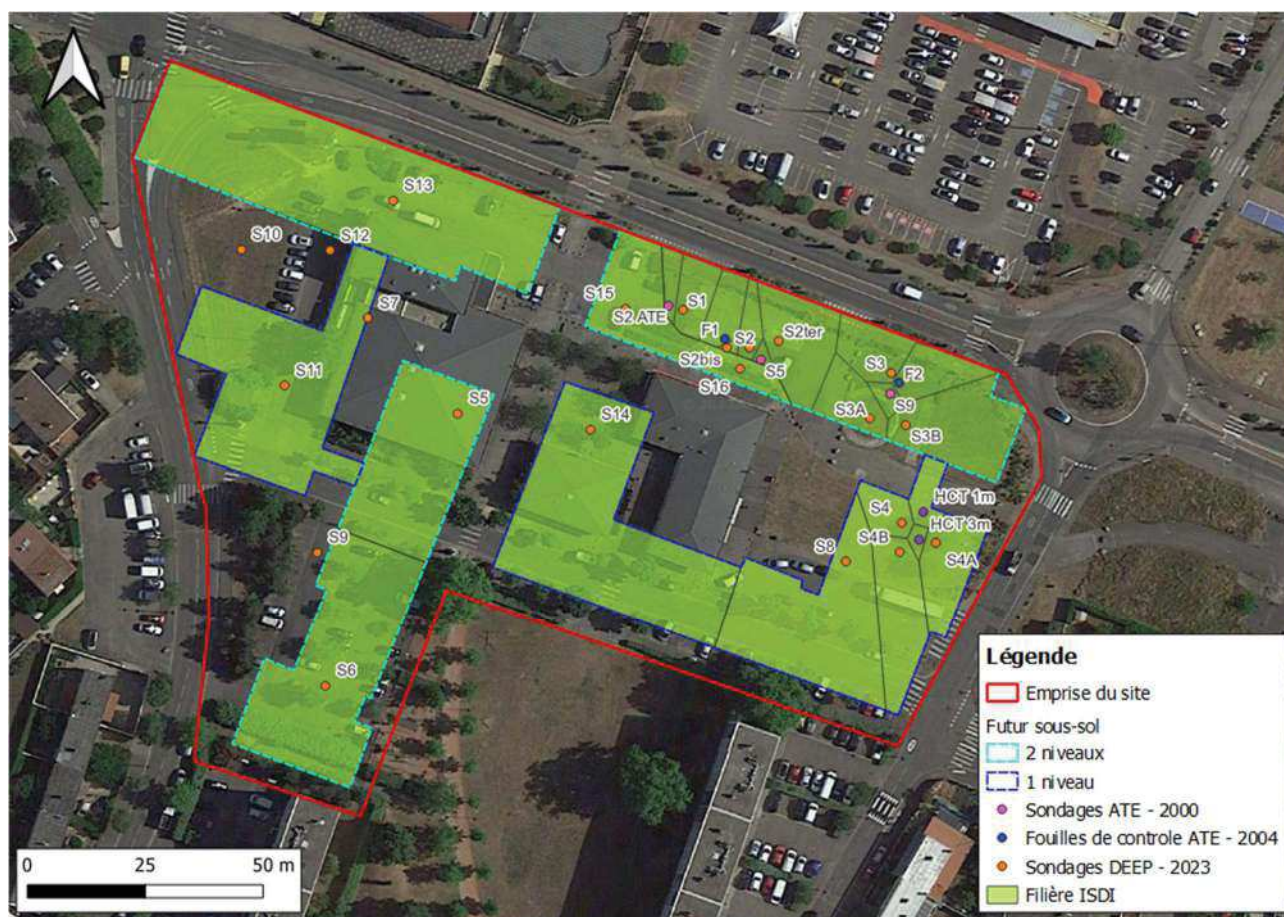 S13
S10
S12
S7
S15
S1
S2 ATE
F1
S2
S2ter
S2bis
S5
S16
S3
F2
S11
S5
S9
S14
S3A
S3B
HCT 1m
S4
HCT 3m
S9
S4B
S8
S4A
S6
Légende
Emprise du site
Futur sous-sol
2 niveaux
1 niveau
Sondages ATE - 2000
Fouilles de controle ATE - 2004
Sondages DEEP - 2023
Filière ISDI
0 25 50 m